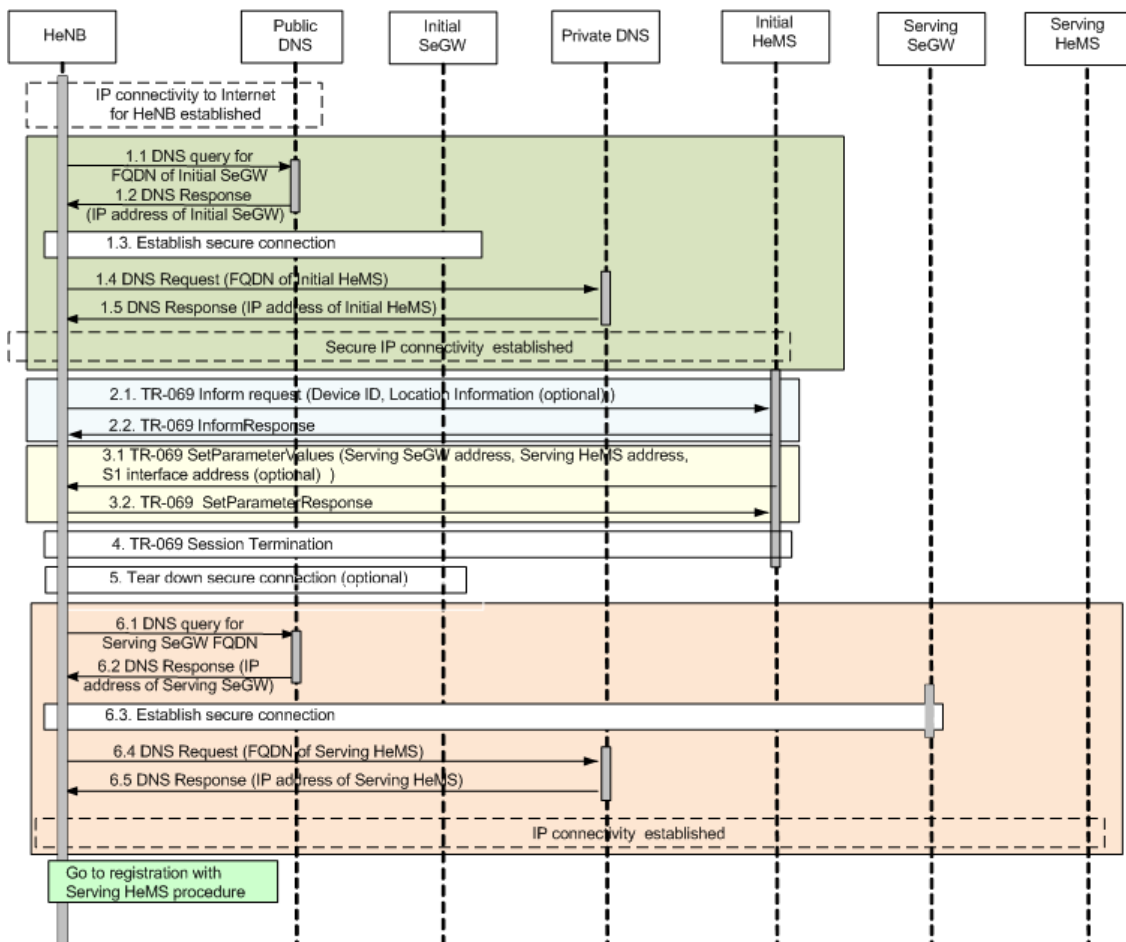 HeNB
Public
DNS
Initial
SeGW
Private DNS
Initial
HeMS
Serving
SeGW
Serving
HeMS
IP connectivity to Internet
for HeNB established
1.1 DNS query for
FQDN of Initial SeGW
1.2 DNS Response
(IP address of Initial SeGW)
1.3. Establish secure connection
1.4 DNS Request (FQDN of Initial HeMS)
1.5 DNS Response (IP address of Initial HeMS)
Secure IP connectivity established
2.1. TR-069 Inform request (Device ID, Location Information (optional) )
2.2. TR-069 InformResponse
3.1 TR-069 SetParameterValues (Serving SeGW address, Serving HeMS address,
S1 interface address (optional) )
3.2. TR-069 SetParameterResponse
4. TR-069 Session Termination
5. Tear down secure connection (optional)
6.1 DNS query for
Serving SeGW FQDN
6.2 DNS Response (IP
address of Serving SeGW)
6.3. Establish secure connection
6.4 DNS Request (FQDN of Serving HeMS)
6.5 DNS Response (IP address of Serving HeMS)
IP connectivity established
Go to registration with
Serving HeMS procedure